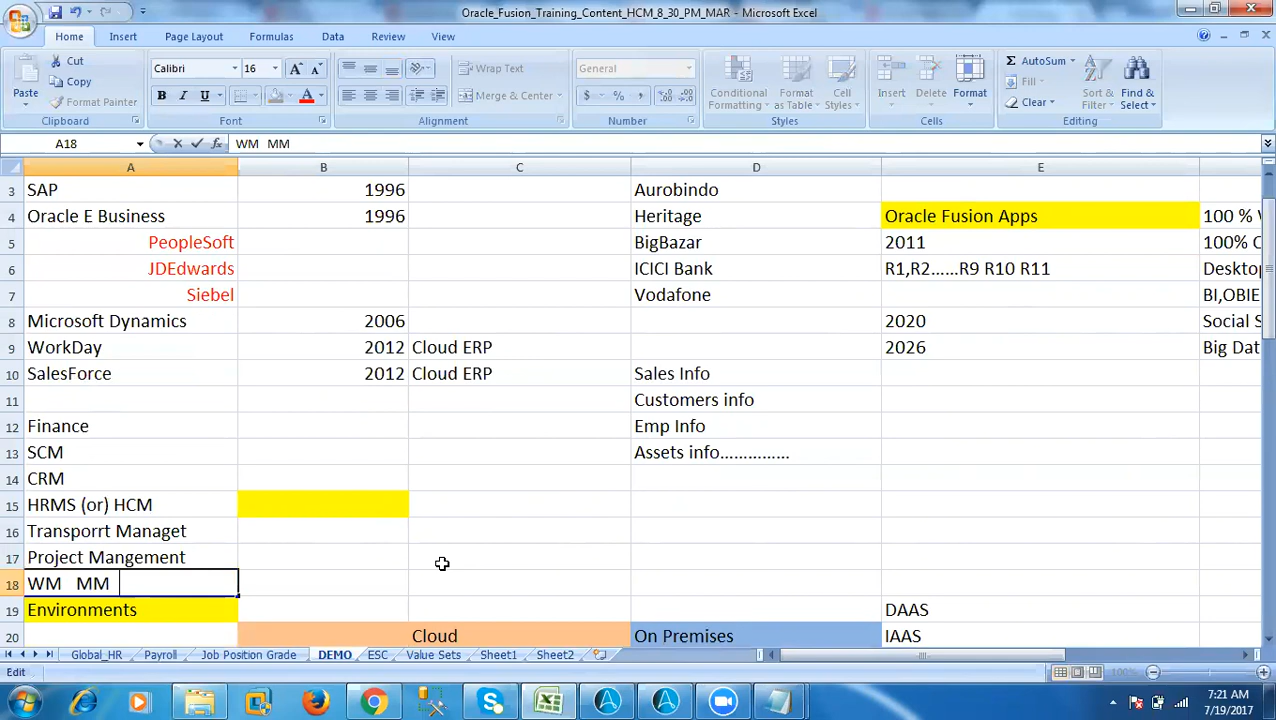 Oracle_Fusion_Training_Content_HCM_8_30_PM_MAR - Microsoft Excel
Home Insert Page Layout Formulas Data Review View
Cut
Copy
Format Painter
Paste
Clipboard
Calibri 16
B I U
Font
Wrap Text
Merge & Center
Alignment
General
$ % ,
Number
Conditional Formatting
Format as Table
Cell Styles
Styles
Insert Delete Format
Cells
AutoSum
Fill
Clear
Sort & Filter
Find & Select
Editing
A18 fx WM MM
A B C D E
3 SAP 1996 Aurobindo
4 Oracle E Business 1996 Heritage Oracle Fusion Apps 100 %
5 PeopleSoft BigBazar 2011 100%
6 JDEdwards ICICI Bank R1,R2......R9 R10 R11 Desktop
7 Siebel Vodafone BI,OBIE
8 Microsoft Dynamics 2006 2020 Social
9 WorkDay 2012 Cloud ERP 2026 Big Dat
10 SalesForce 2012 Cloud ERP Sales Info
11 Customers info
12 Finance Emp Info
13 SCM Assets info...............
14 CRM
15 HRMS (or) HCM
16 Transporrt Managet
17 Project Mangement
18 WM MM
19 Environments DAAS
20 Cloud On Premises IAAS
Global_HR Payroll Job Position Grade DEMO ESC Value Sets Sheet1 Sheet2
Edit 100%
7:21 AM
7/19/2017